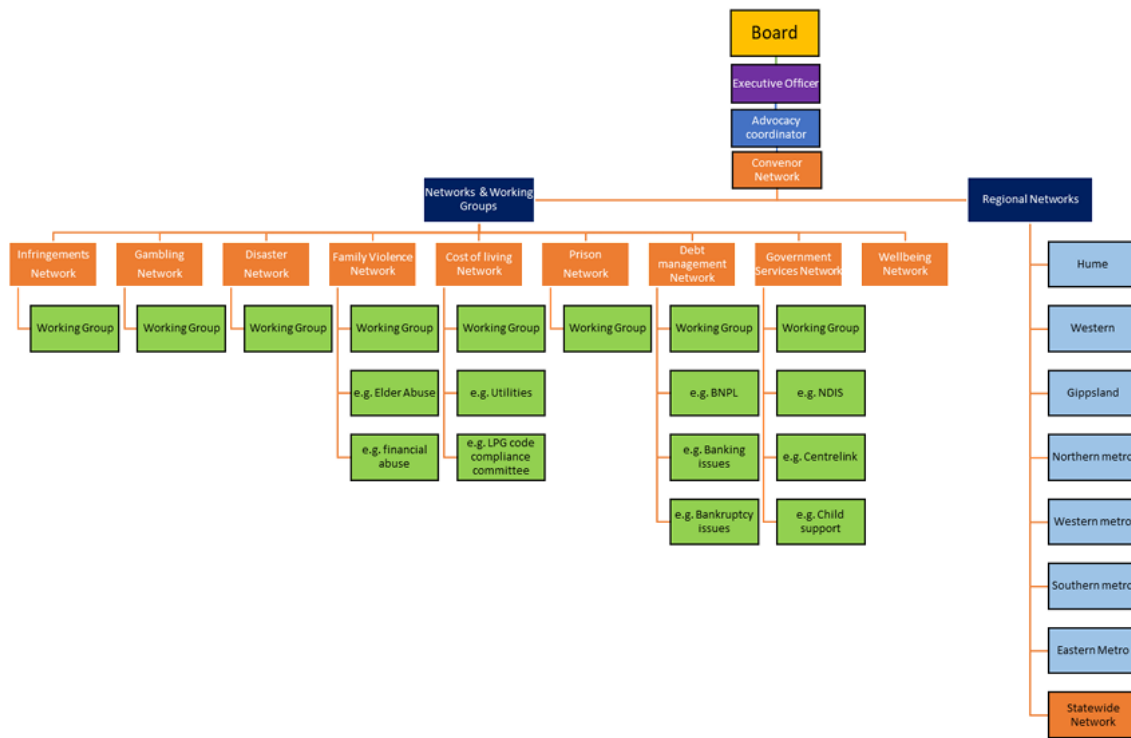 Board
Executive Officer
Advocacy
coordinator
Convenor
Network
Networks & Working
Groups
Regional Networks
Infringements
Network
Gambling
Network
Disaster
Network
Family Violence
Network
Cost of living
Network
Prison
Network
Debt
management
Network
Government
Services Network
Wellbeing
Network
Working Group
Working Group
Working Group
Working Group
e.g. Elder Abuse
e.g. financial
abuse
Working Group
e.g. Utilities
e.g. LPG code
compliance
committee
Working Group
Working Group
e.g. BNPL
e.g. Banking
issues
e.g. Bankruptcy
issues
Working Group
e.g. NDIS
e.g. Centrelink
e.g. Child
support
Hume
Western
Gippsland
Northern metro
Western metro
Southern metro
Eastern Metro
Statewide
Network